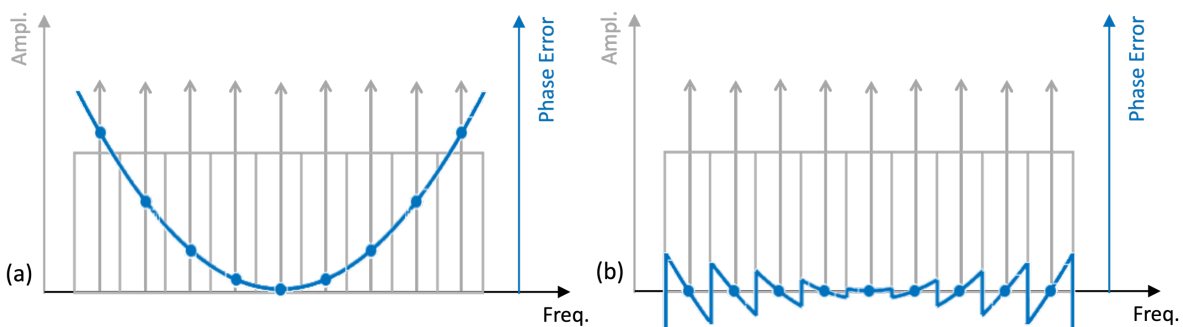 Ampl.
Phase Error
(a)
Freq.
Ampl.
Phase Error
(b)
Freq.